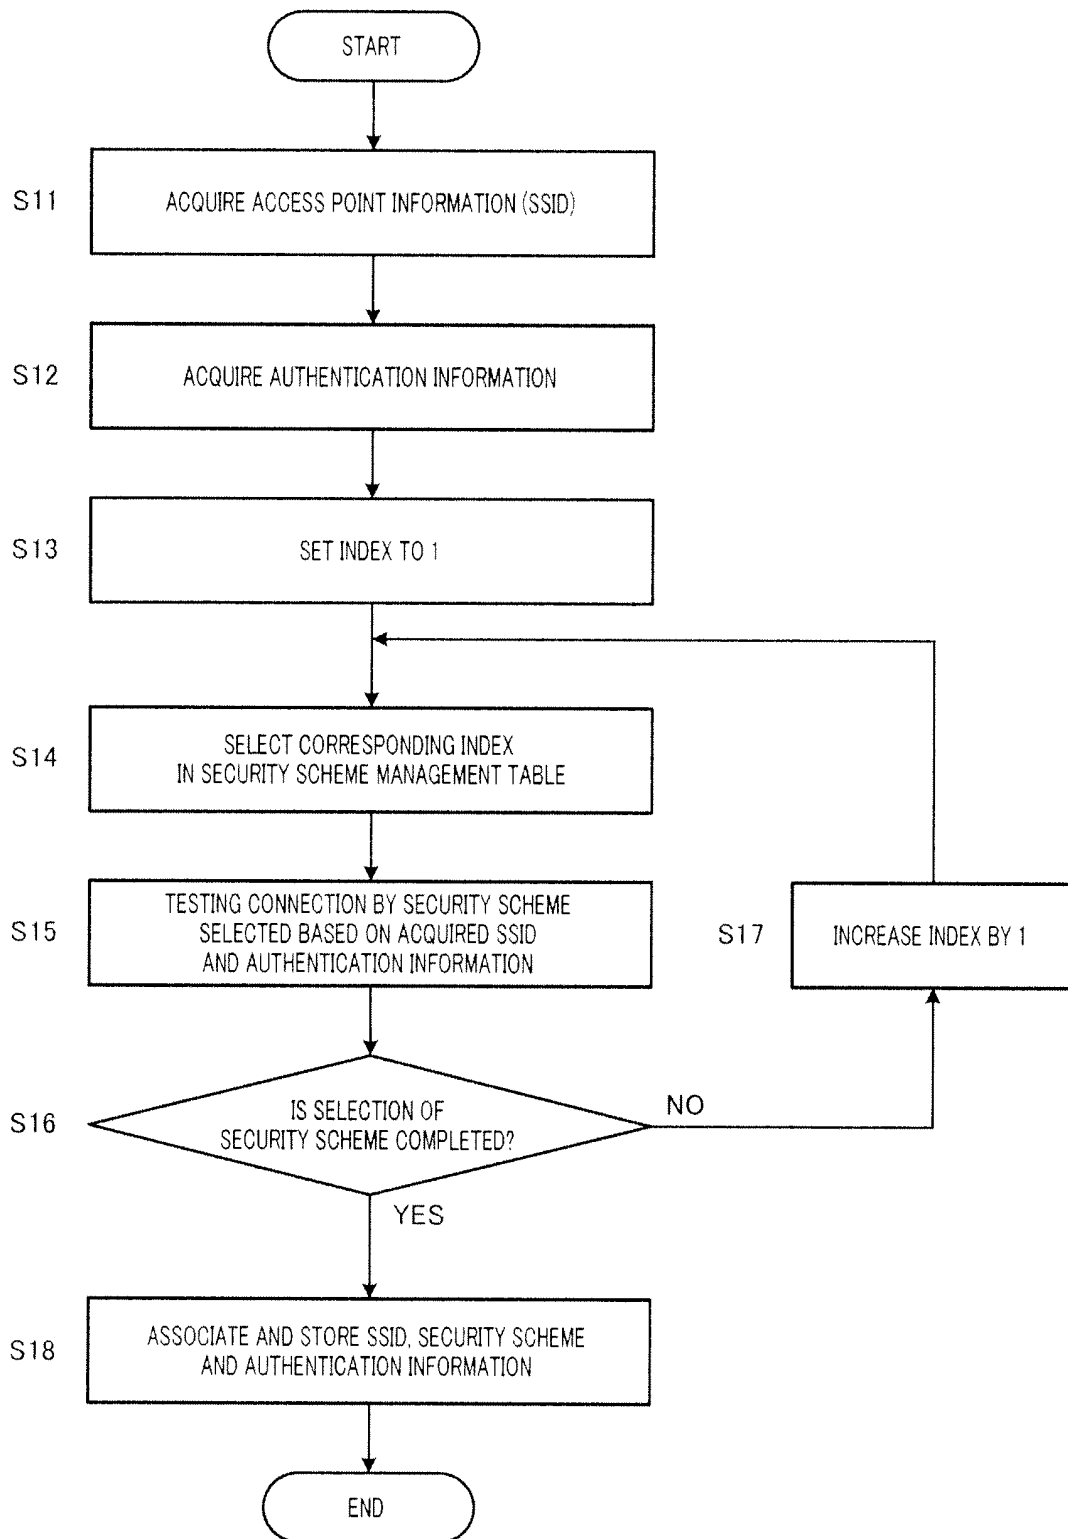 START
S11
ACQUIRE ACCESS POINT INFORMATION (SSID)
S12
ACQUIRE AUTHENTICATION INFORMATION
S13
SET INDEX TO 1
S14
SELECT CORRESPONDING INDEX
IN SECURITY SCHEME MANAGEMENT TABLE
S15
TESTING CONNECTION BY SECURITY SCHEME
SELECTED BASED ON ACQUIRED SSID
AND AUTHENTICATION INFORMATION
S17
INCREASE INDEX BY 1
S16
IS SELECTION OF
SECURITY SCHEME COMPLETED?
NO
YES
S18
ASSOCIATE AND STORE SSID, SECURITY SCHEME
AND AUTHENTICATION INFORMATION
END